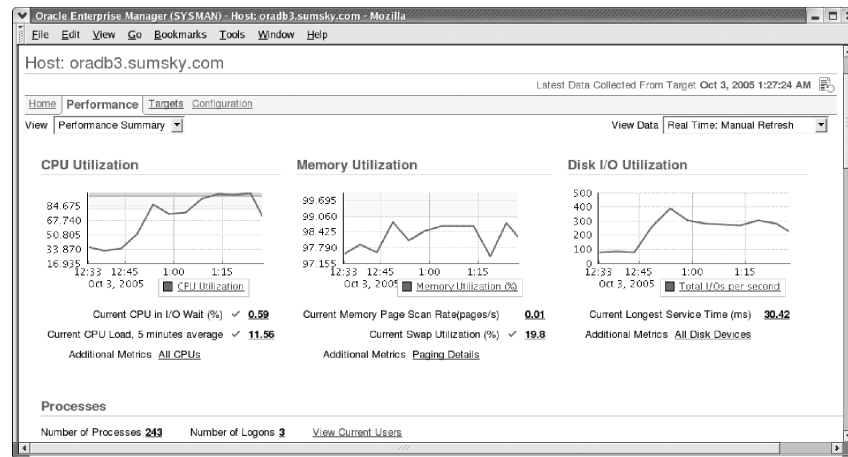 Oracle Enterprise Manager (SYSMAN) - Host: oradb3.sumsky.com - Mozilla
File Edit View Go Bookmarks Tools Window Help
Host: oradb3.sumsky.com
Latest Data Collected From Target Oct 3, 2005 1:27:24 AM
Home Performance Targets Configuration
View Performance Summary View Data Real Time: Manual Refresh
CPU Utilization
84.675
67.740
50.805
33.870
16.935
12:33 12:45 1:00 1:15
Oct 3, 2005
CPU Utilization
Current CPU in I/O Wait (%) ✓ 0.59
Current CPU Load, 5 minutes average ✓ 11.56
Additional Metrics All CPUs
Memory Utilization
99.695
99.060
98.425
97.790
97.155
12:33 12:45 1:00 1:15
Oct 3, 2005
Memory Utilization (%)
Current Memory Page Scan Rate(pages/s) 0.01
Current Swap Utilization (%) ✓ 19.8
Additional Metrics Paging Details
Disk I/O Utilization
500
400
300
200
100
0
12:33 12:45 1:00 1:15
Oct 3, 2005
Total I/Os per second
Current Longest Service Time (ms) 30.42
Additional Metrics All Disk Devices
Processes
Number of Processes 243 Number of Logons 3 View Current Users